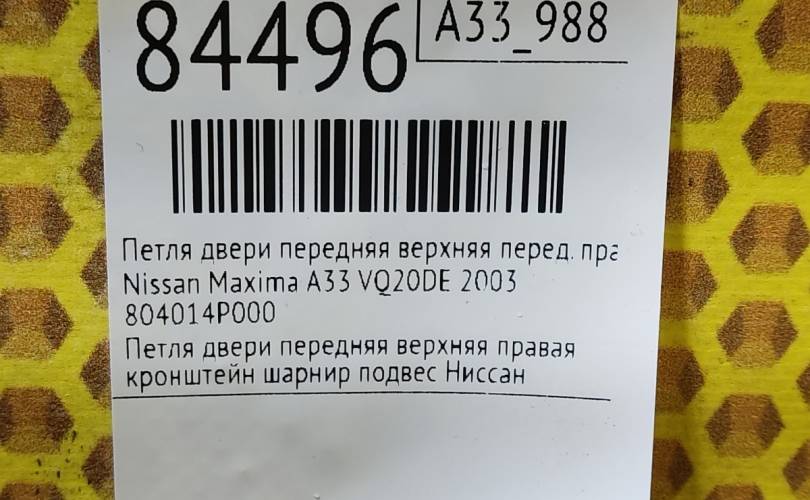 84496
A33_988
Петля двери передняя верхняя перед. пра
Nissan Maxima A33 VQ20DE 2003
804014P000
Петля двери передняя верхняя правая
кронштейн шарнир подвес Ниссан